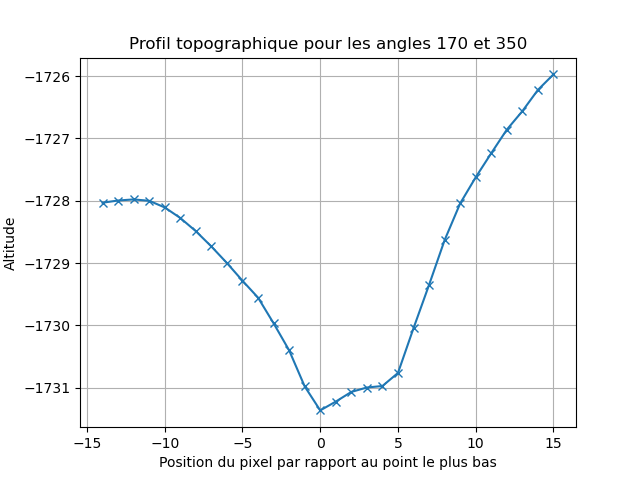 Profil topographique pour les angles 170 et 350
Altitude
−1726
−1727
−1728
−1729
−1730
−1731
−15 −10 −5 0 5 10 15
Position du pixel par rapport au point le plus bas